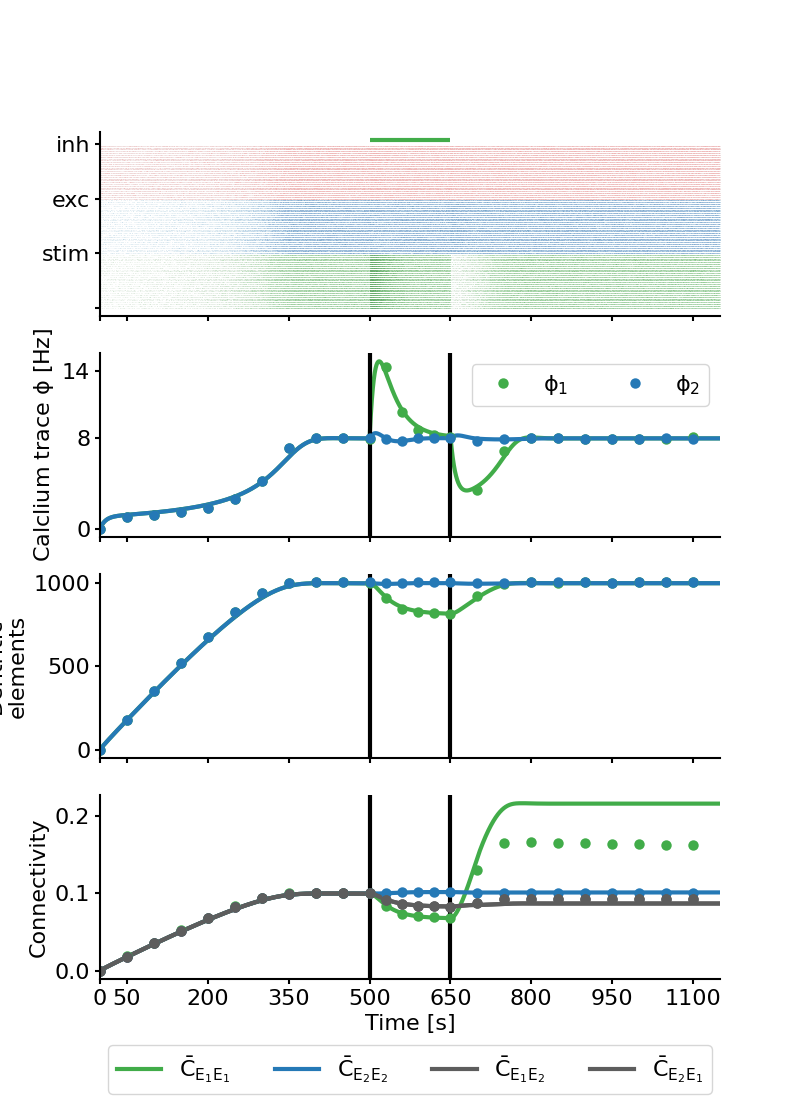 inh
exc
stim
Calclium trace ϕ [Hz]
14
8
0
ϕ1
ϕ2
elements
1000
500
0
Connectivity
0.2
0.1
0.0
0 50 200 350 500 650 800 950 1100
Time [s]
C̄E1E1 C̄E2E2 C̄E1E2 C̄E2E1